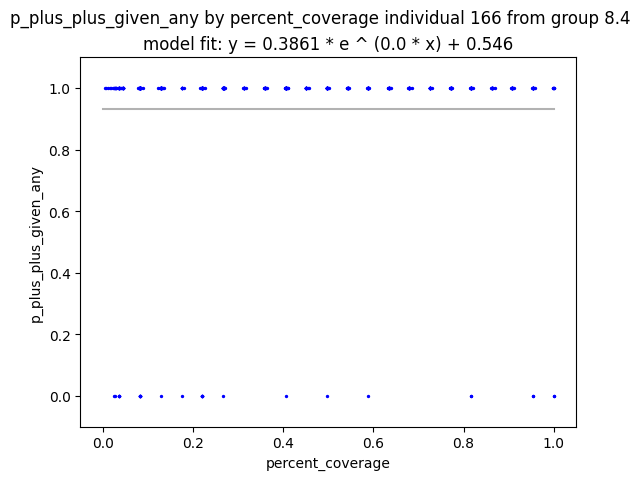 p_plus_plus_given_any by percent_coverage individual 166 from group 8.4
model fit: y = 0.3861 * e ^ (0.0 * x) + 0.546
1.0
0.8
0.6
0.4
0.2
0.0
p_plus_plus_given_any
0.0 0.2 0.4 0.6 0.8 1.0
percent_coverage